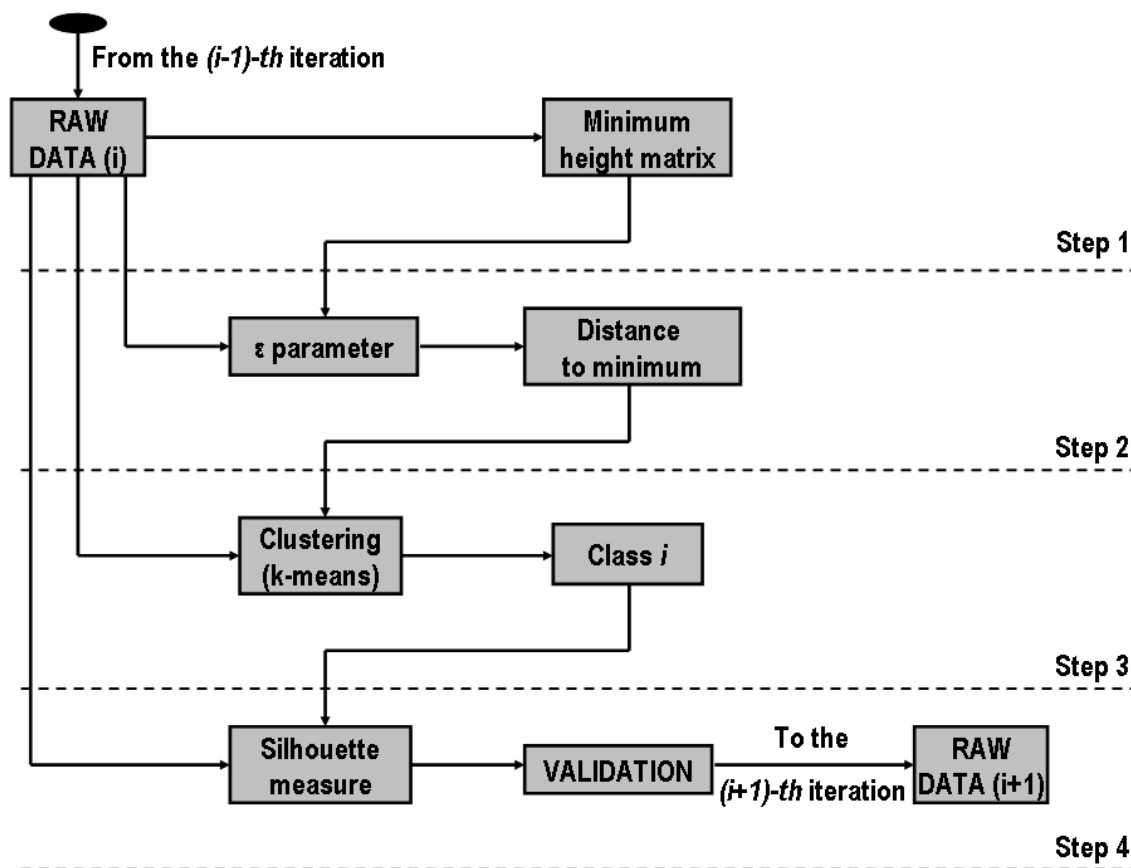 From the (i-1)-th iteration
RAW
DATA (i)
Minimum
height matrix
Step 1
ε parameter
Distance
to minimum
Step 2
Clustering
(k-means)
Class i
Step 3
Silhouette
measure
VALIDATION
To the
(i+1)-th iteration
RAW
DATA (i+1)
Step 4